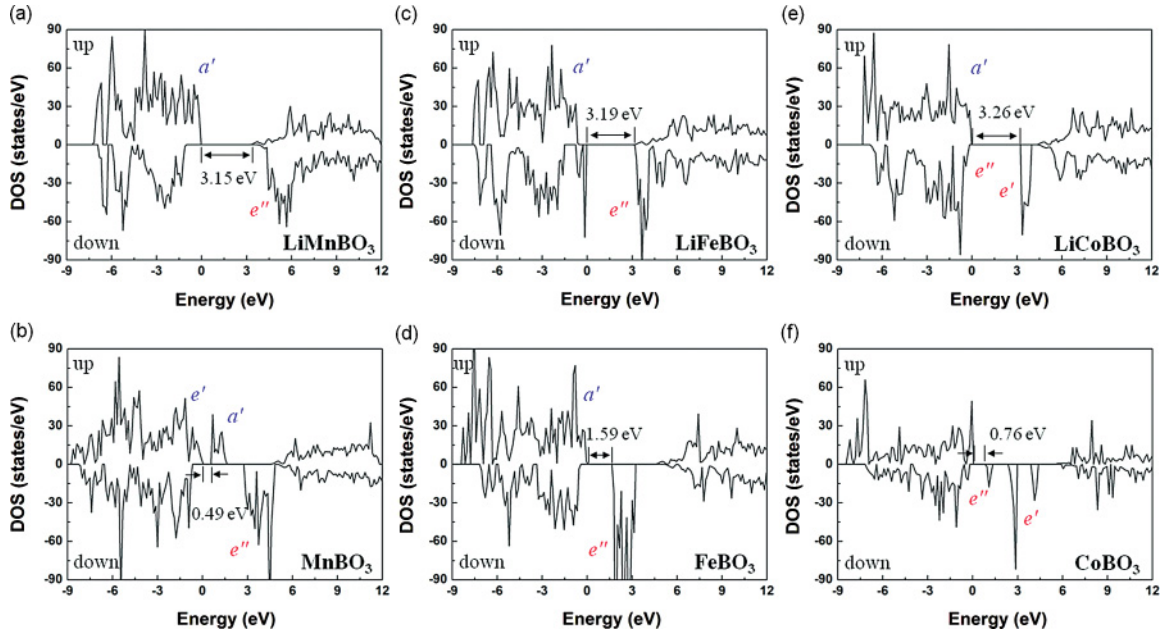 (a)
up
a′
3.15 eV
e″
down
LiMnBO3
90
60
30
0
-30
-60
-90
DOS (states/eV)
-9 -6 -3 0 3 6 9 12
Energy (eV)
(c)
up
a′
3.19 eV
e″
down
LiFeBO3
90
60
30
0
-30
-60
-90
DOS (states/eV)
-9 -6 -3 0 3 6 9 12
Energy (eV)
(e)
up
a′
3.26 eV
e″
e′
down
LiCoBO3
90
60
30
0
-30
-60
-90
DOS (states/eV)
-9 -6 -3 0 3 6 9 12
Energy (eV)
(b)
up
e′
a′
0.49 eV
e″
down
MnBO3
90
60
30
0
-30
-60
-90
DOS (states/eV)
-9 -6 -3 0 3 6 9 12
Energy (eV)
(d)
up
a′
1.59 eV
e″
down
FeBO3
90
60
30
0
-30
-60
-90
DOS (states/eV)
-9 -6 -3 0 3 6 9 12
Energy (eV)
(f)
up
0.76 eV
e″
e′
down
CoBO3
90
60
30
0
-30
-60
-90
DOS (states/eV)
-9 -6 -3 0 3 6 9 12
Energy (eV)